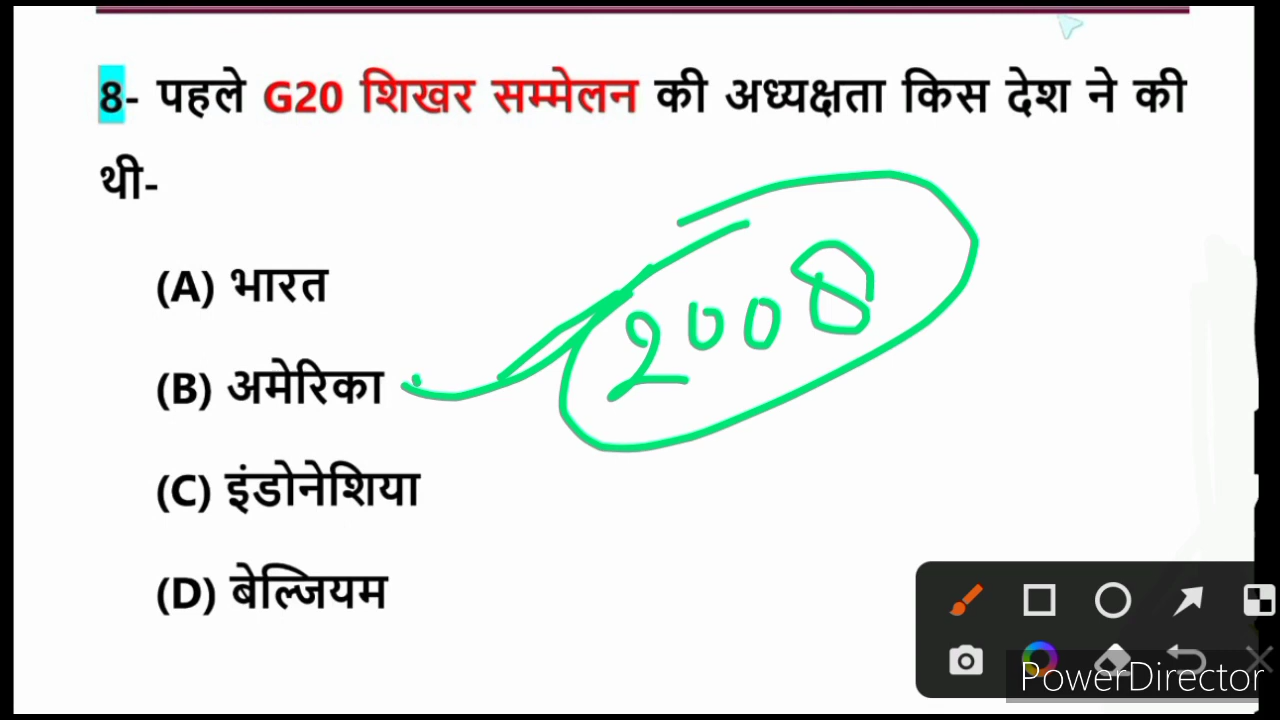 8- पहले G20 शिखर सम्मेलन की अध्यक्षता किस देश ने की
थी-
(A) भारत
2008
(B) अमेरिका
(C) इंडोनेशिया
(D) बेल्जियम
PowerDirector